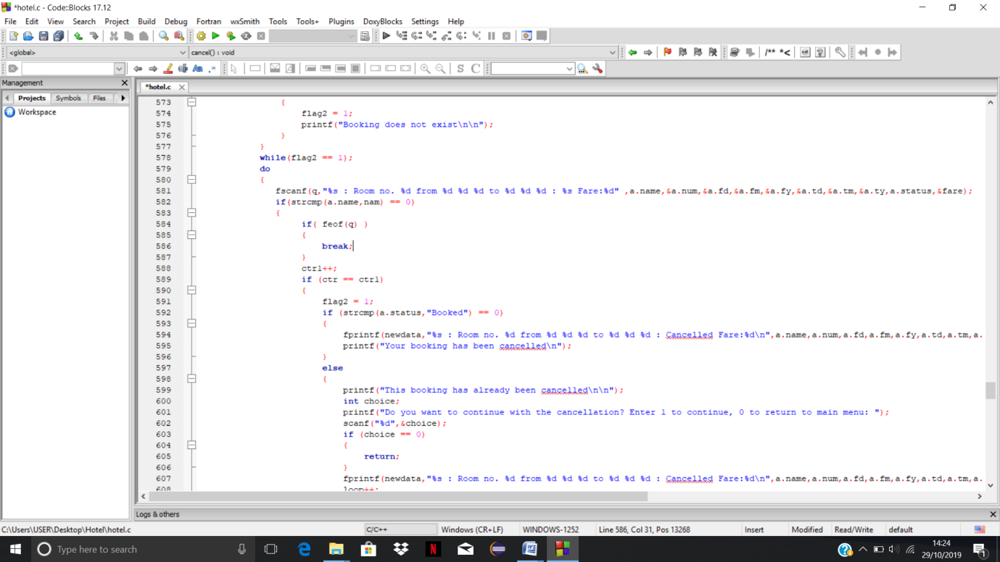 *hotel.c - Code::Blocks 17.12
File Edit View Search Project Build Debug Fortran wxSmith Tools Tools+ Plugins DoxyBlocks Settings Help
<global> cancel() : void
/** *<
S C
Management
*hotel.c
Projects Symbols Files
Workspace
573 {
574 flag2 = 1;
575 printf("Booking does not exist\n\n");
576 }
577 }
578 while(flag2 == 1);
579 do
580 {
581 fscanf(q,"%s : Room no. %d from %d %d %d to %d %d %d : %s Fare:%d" ,a.name,&a.num,&a.fd,&a.fm,&a.fy,&a.td,&a.tm,&a.ty,a.status,&fare);
582 if(strcmp(a.name,nam) == 0)
583 {
584 if( feof(q) )
585 {
586 break;
587 }
588 ctr1++;
589 if (ctr == ctr1)
590 {
591 flag2 = 1;
592 if (strcmp(a.status,"Booked") == 0)
593 {
594 fprintf(newdata,"%s : Room no. %d from %d %d %d to %d %d %d : Cancelled Fare:%d\n",a.name,a.num,a.fd,a.fm,a.fy,a.td,a.tm,a.
595 printf("Your booking has been cancelled\n");
596 }
597 else
598 {
599 printf("This booking has already been cancelled\n\n");
600 int choice;
601 printf("Do you want to continue with the cancellation? Enter 1 to continue, 0 to return to main menu: ");
602 scanf("%d",&choice);
603 if (choice == 0)
604 {
605 return;
606 }
607 fprintf(newdata,"%s : Room no. %d from %d %d %d to %d %d %d : Cancelled Fare:%d\n",a.name,a.num,a.fd,a.fm,a.fy,a.td,a.tm,a.
608 loop++;
Logs & others
C:\Users\USER\Desktop\Hotel\hotel.c C/C++ Windows (CR+LF) WINDOWS-1252 Line 586, Col 31, Pos 13268 Insert Modified Read/Write default
Type here to search
14:24
29/10/2019
1